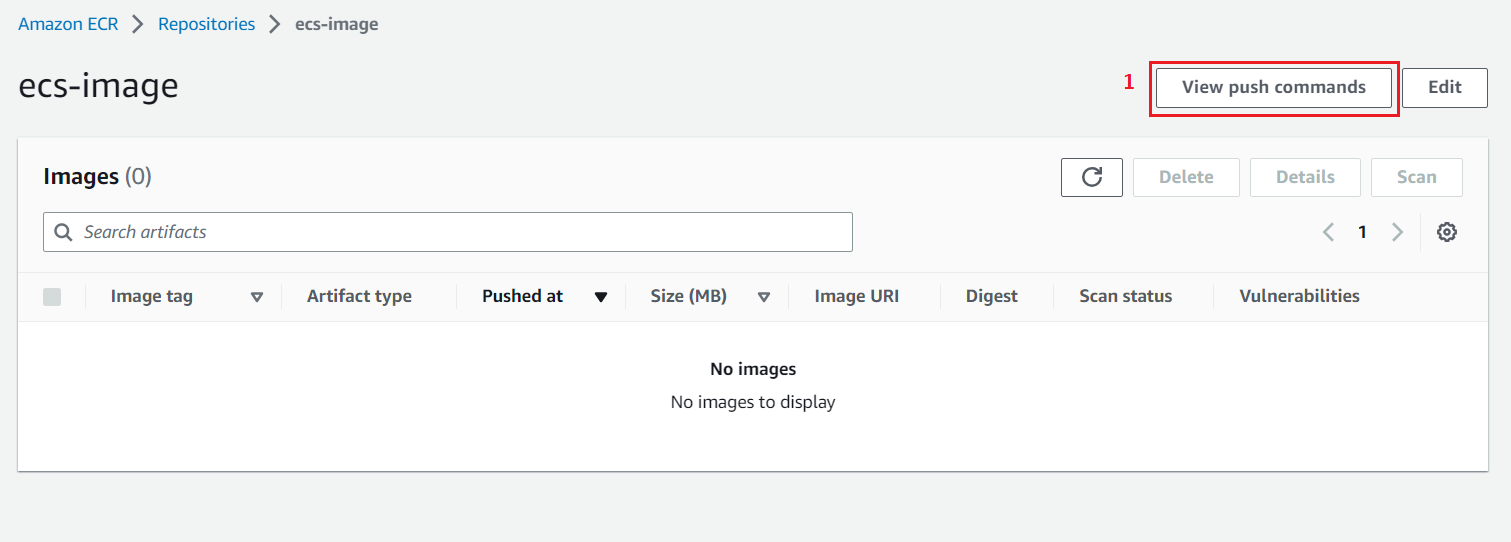 Amazon ECR > Repositories > ecs-image
ecs-image
1
View push commands
Edit
Images (0)
Delete
Details
Scan
Search artifacts
1
Image tag
Artifact type
Pushed at
Size (MB)
Image URI
Digest
Scan status
Vulnerabilities
No images
No images to display